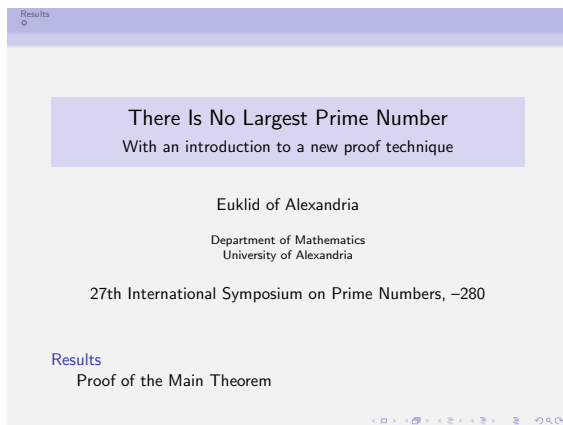 Results
There Is No Largest Prime Number
With an introduction to a new proof technique
Euklid of Alexandria
Department of Mathematics
University of Alexandria
27th International Symposium on Prime Numbers, –280
Results
Proof of the Main Theorem